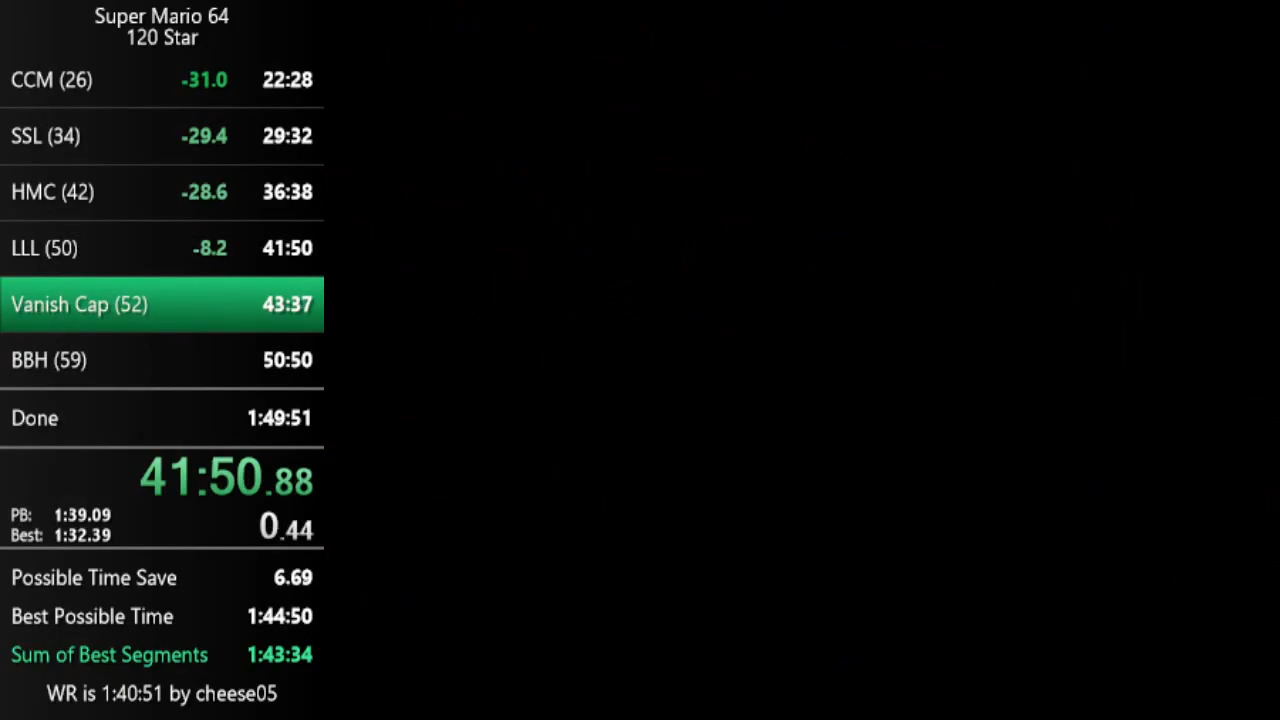 Super Mario 64
120 Star
CCM (26) -31.0 22:28
SSL (34) -29.4 29:32
HMC (42) -28.6 36:38
LLL (50) -8.2 41:50
Vanish Cap (52) 43:37
BBH (59) 50:50
Done 1:49:51
41:50.88
PB: 1:39.09
Best: 1:32.39
0.44
Possible Time Save 6.69
Best Possible Time 1:44:50
Sum of Best Segments 1:43:34
WR is 1:40:51 by cheese05